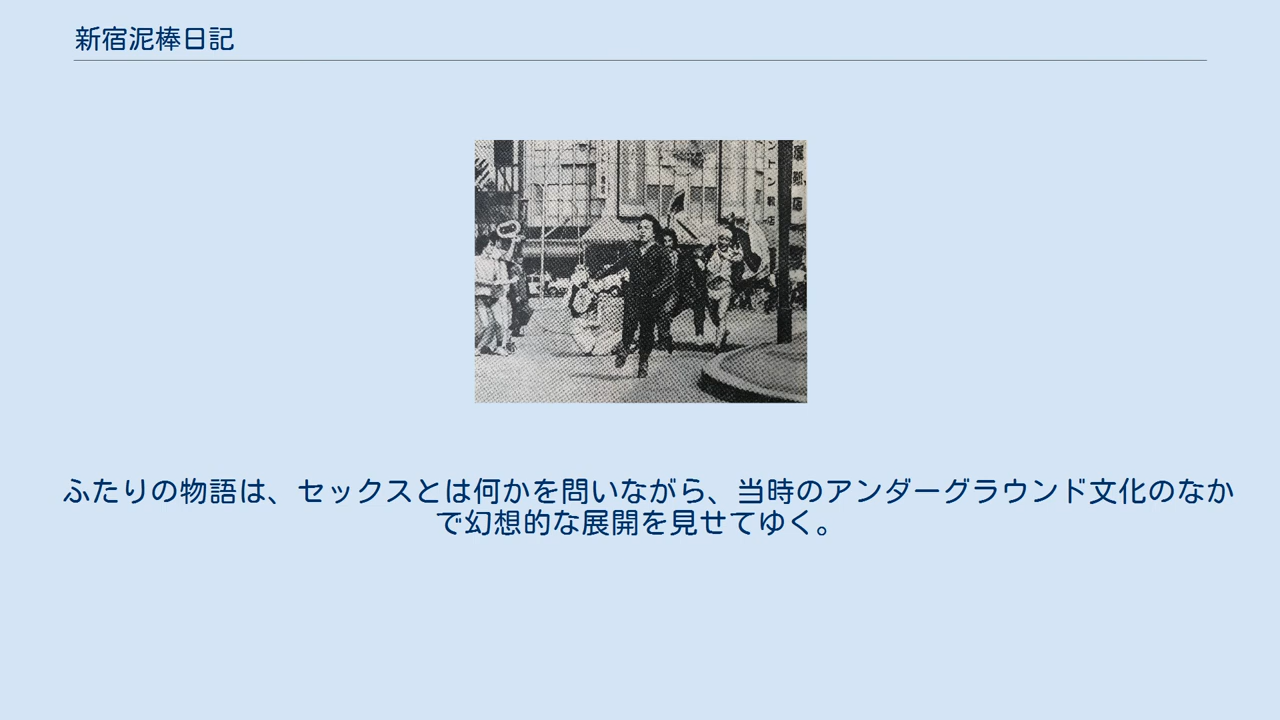 新宿泥棒日記
ふたりの物語は、セックスとは何かを問いながら、当時のアンダーグラウンド文化のなか
で幻想的な展開を見せてゆく。